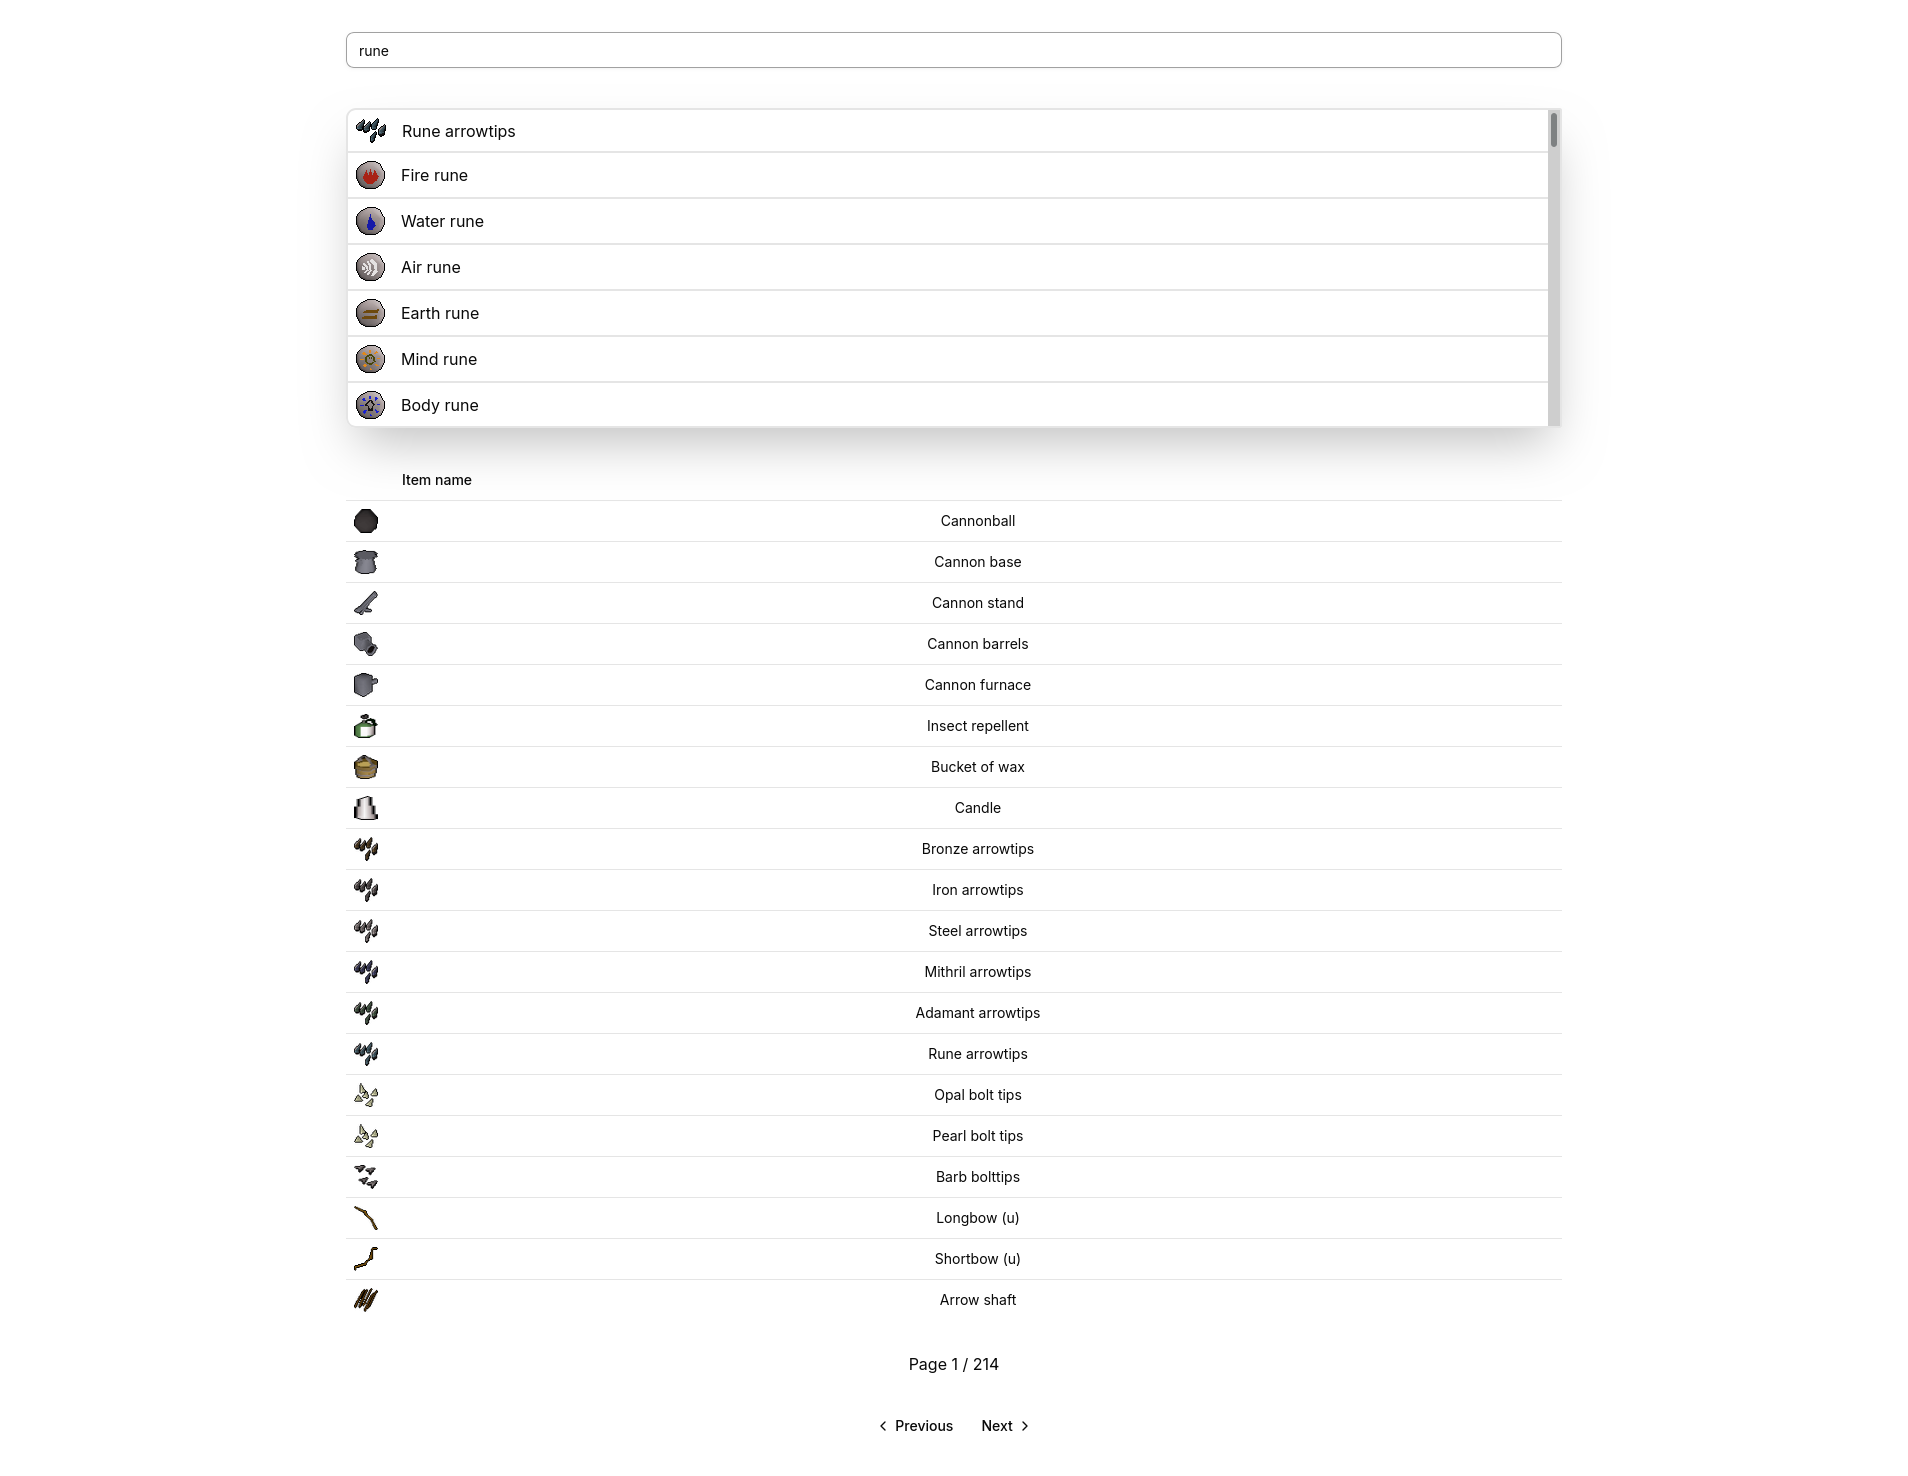 rune
Rune arrowtips
Fire rune
Water rune
Air rune
Earth rune
Mind rune
Body rune
Item name
Cannonball
Cannon base
Cannon stand
Cannon barrels
Cannon furnace
Insect repellent
Bucket of wax
Candle
Bronze arrowtips
Iron arrowtips
Steel arrowtips
Mithril arrowtips
Adamant arrowtips
Rune arrowtips
Opal bolt tips
Pearl bolt tips
Barb bolttips
Longbow (u)
Shortbow (u)
Arrow shaft
Page 1 / 214
Previous Next